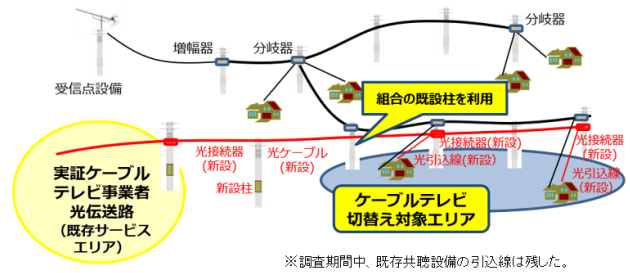 増幅器
分岐器
分岐器
受信点設備
組合の既設柱を利用
光接続器
(新設)
光ケーブル
(新設)
光接続器(新設)
光引込線(新設)
光接続器
(新設)
光引込線
(新設)
新設柱
実証ケーブル
テレビ事業者
光伝送路
(既存サービス
エリア)
ケーブルテレビ
切替え対象エリア
※調査期間中、既存共聴設備の引込線は残した。